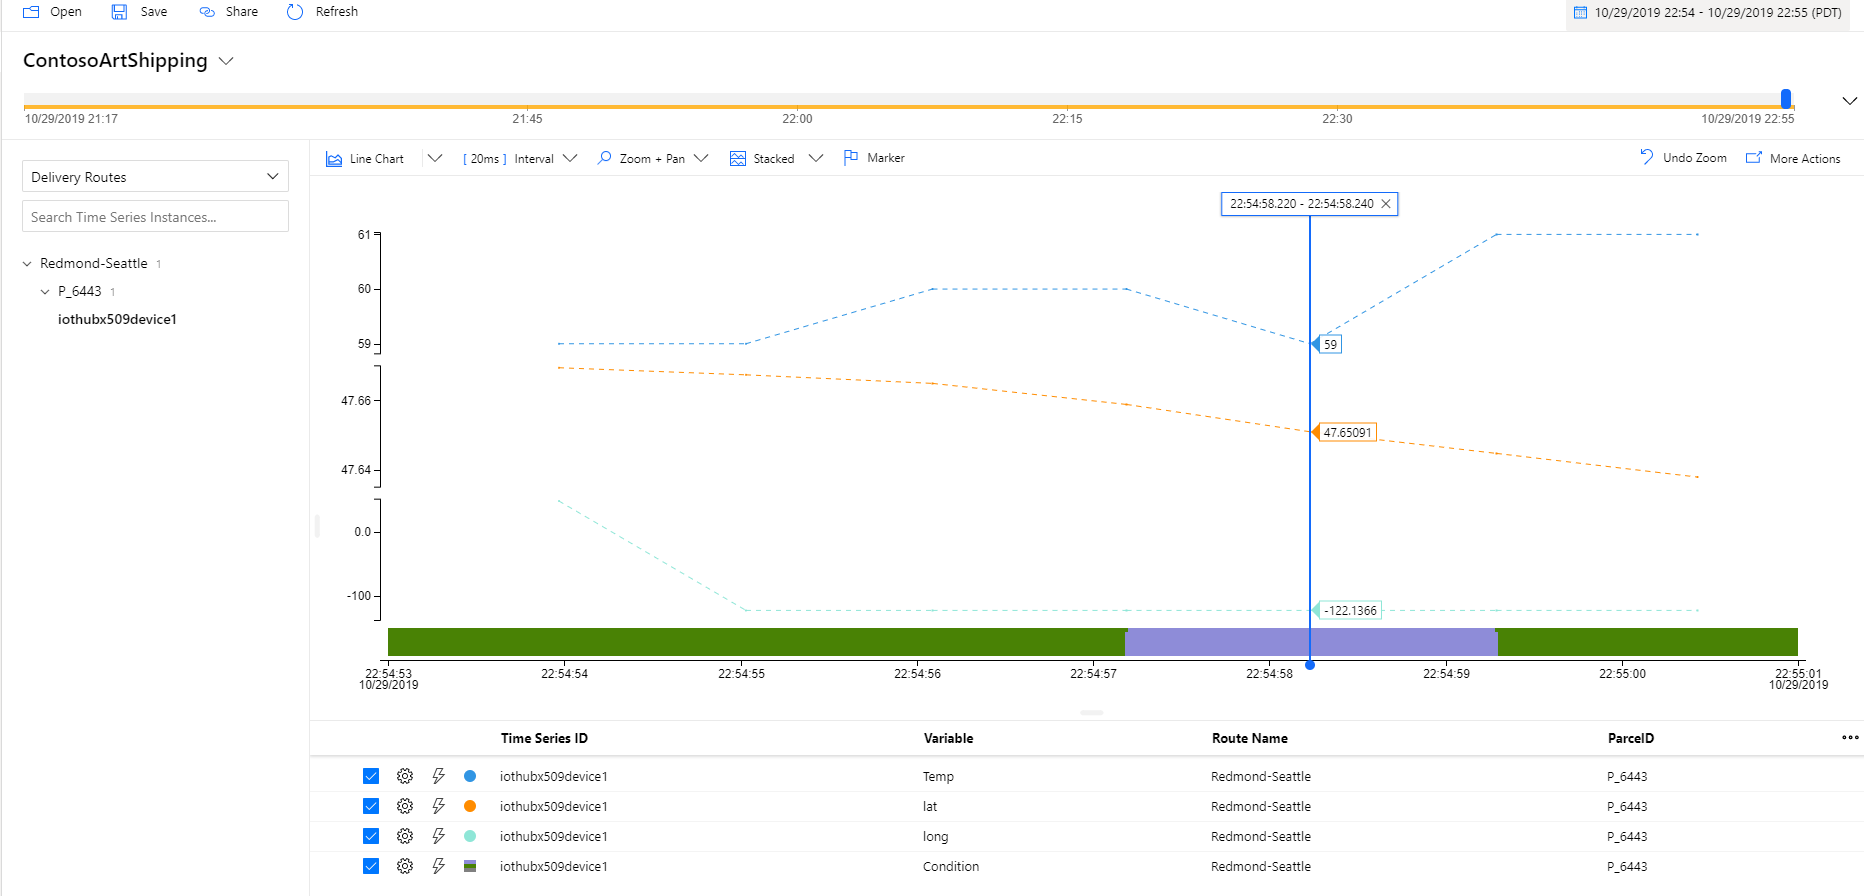 Open Save Share Refresh 10/29/2019 22:54 - 10/29/2019 22:55 (PDT)
ContosoArtShipping
10/29/2019 21:17 21:45 22:00 22:15 22:30 10/29/2019 22:55
Line Chart [ 20ms ] Interval Zoom + Pan Stacked Marker Undo Zoom More Actions
Delivery Routes
Search Time Series Instances...
Redmond-Seattle 1
P_6443 1
iothubx509device1
22:54:58.220 - 22:54:58.240
61
60
59
59
47.66
47.65091
47.64
0.0
-100
-122.1366
22:54:53 22:54:54 22:54:55 22:54:56 22:54:57 22:54:58 22:54:59 22:55:00 22:55:01
10/29/2019 10/29/2019
Time Series ID Variable Route Name ParcelD
iothubx509device1 Temp Redmond-Seattle P_6443
iothubx509device1 lat Redmond-Seattle P_6443
iothubx509device1 long Redmond-Seattle P_6443
iothubx509device1 Condition Redmond-Seattle P_6443